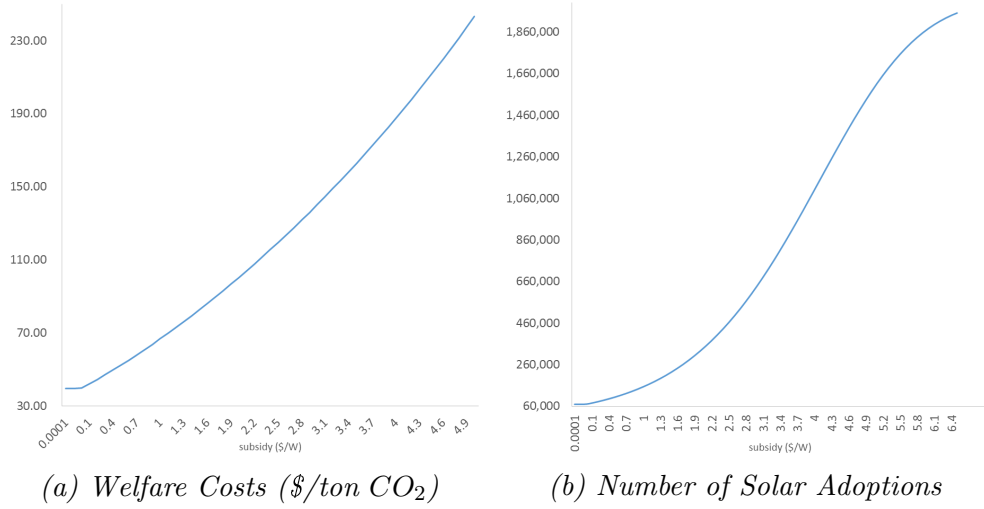 230.00
190.00
150.00
110.00
70.00
30.00
0.0001 0.1 0.4 0.7 1 1.3 1.6 1.9 2.2 2.5 2.8 3.1 3.4 3.7 4 4.3 4.6 4.9
subsidy ($/W)
(a) Welfare Costs ($/ton CO₂)
1,860,000
1,660,000
1,460,000
1,260,000
1,060,000
860,000
660,000
460,000
260,000
60,000
0.0001 0.1 0.4 0.7 1 1.3 1.6 1.9 2.2 2.5 2.8 3.1 3.4 3.7 4 4.3 4.6 4.9 5.2 5.5 5.8 6.1 6.4
subsidy ($/W)
(b) Number of Solar Adoptions